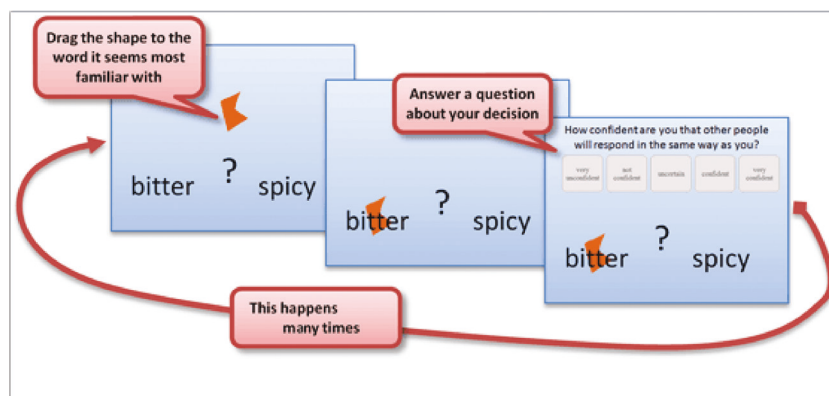 Drag the shape to the
word it seems most
familiar with
?
bitter
spicy
?
bitter
spicy
Answer a question
about your decision
How confident are you that other people
will respond in the same way as you?
very
unconfident
not
confident
uncertain
confident
very
confident
?
bitter
spicy
This happens
many times